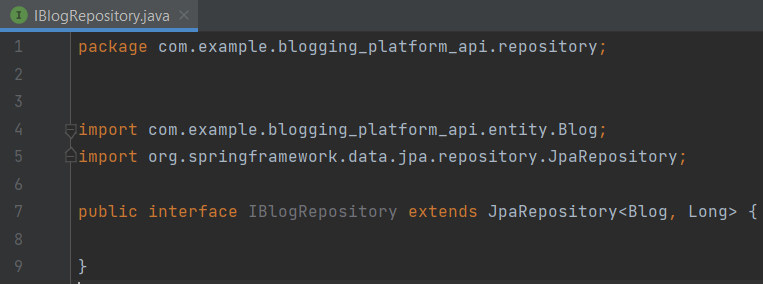 I IBlogRepository.java ×
1 package com.example.blogging_platform_api.repository;
2
3
4 import com.example.blogging_platform_api.entity.Blog;
5 import org.springframework.data.jpa.repository.JpaRepository;
6
7 public interface IBlogRepository extends JpaRepository<Blog, Long> {
8
9 }